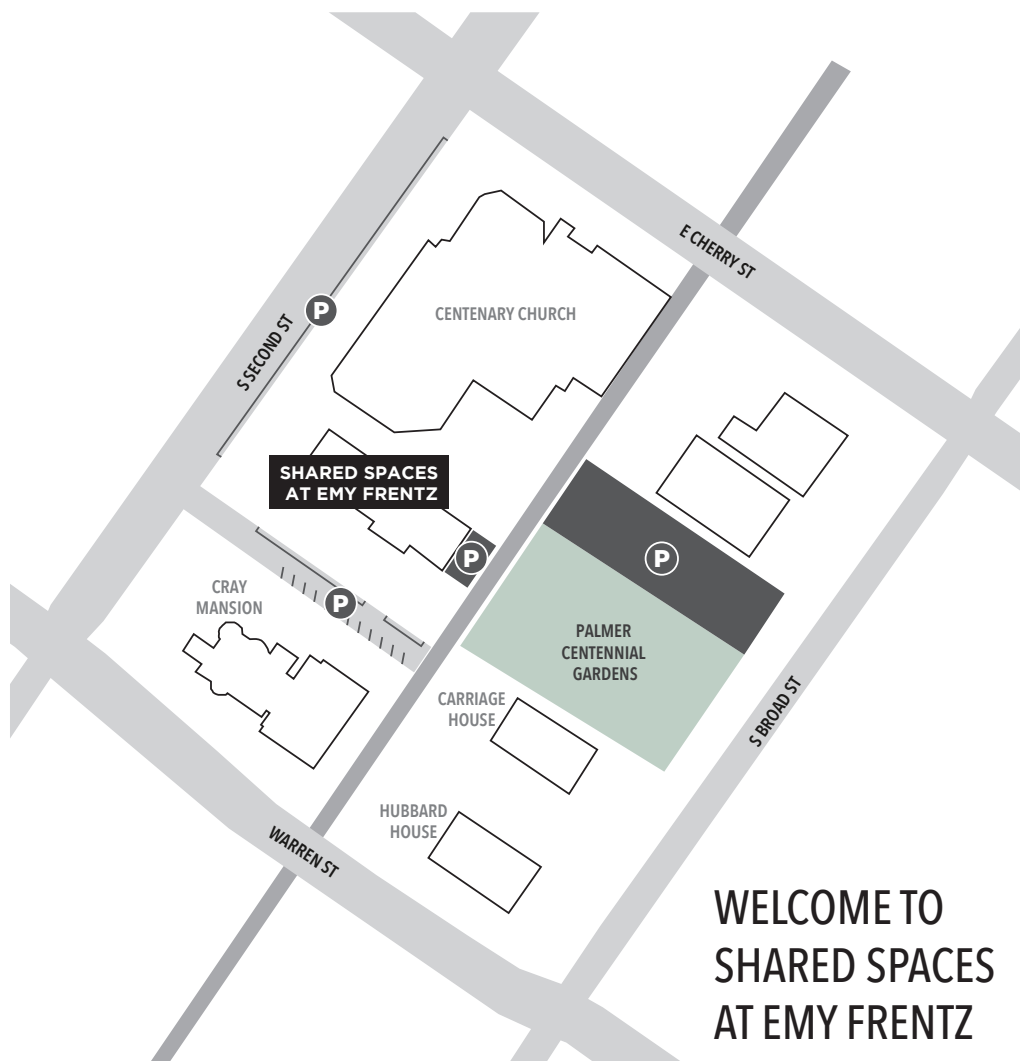 E CHERRY ST
CENTENARY CHURCH
P
S SECOND ST
SHARED SPACES
AT EMY FRENTZ
P
P
P
CRAY
MANSION
PALMER
CENTENNIAL
GARDENS
CARRIAGE
HOUSE
S BROAD ST
HUBBARD
HOUSE
WARREN ST
WELCOME TO
SHARED SPACES
AT EMY FRENTZ